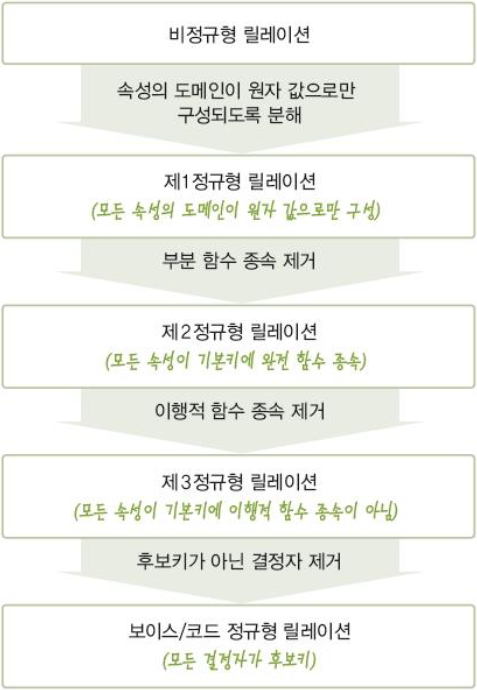 비정규형 릴레이션
속성의 도메인이 원자 값으로만
구성되도록 분해
제1정규형 릴레이션
(모든 속성의 도메인이 원자 값으로만 구성)
부분 함수 종속 제거
제2정규형 릴레이션
(모든 속성이 기본키에 완전 함수 종속)
이행적 함수 종속 제거
제3정규형 릴레이션
(모든 속성이 기본키에 이행적 함수 종속이 아님)
후보키가 아닌 결정자 제거
보이스/코드 정규형 릴레이션
(모든 결정자가 후보키)